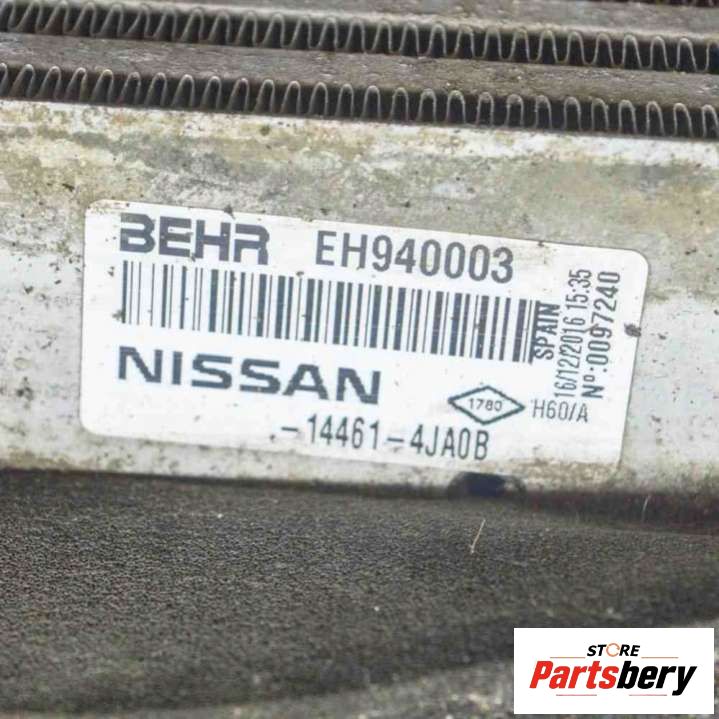 BEHR EH940003
SPAIN
16/12/2016 15:35
Nº:0097240
NISSAN
1780
H60/A
-14461-4JA0B
STORE
Partsbery